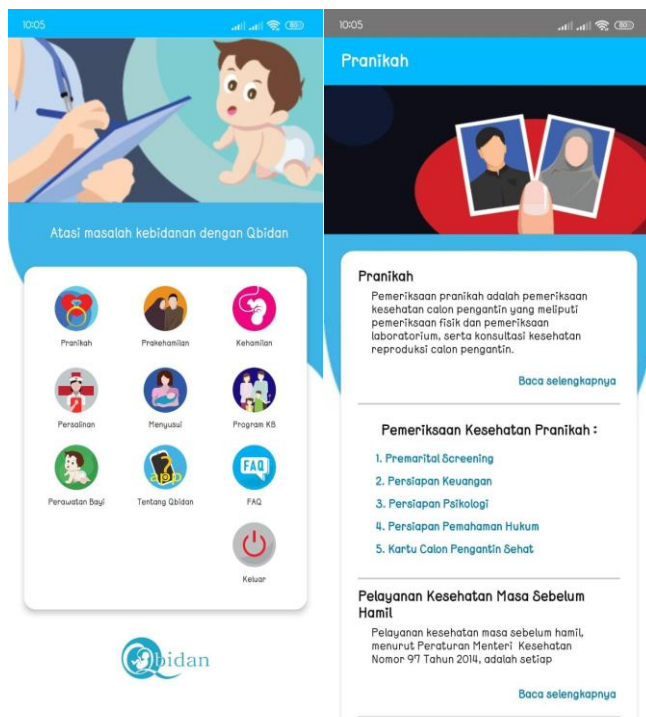 10:05
80
Atasi masalah kebidanan dengan Qbidan
Pranikah
Prakehamilan
Kehamilan
Persalinan
Menyusui
Program KB
?
app
FAQ
Perawatan Bayi
Tentang Qbidan
FAQ
Keluar
Qbidan
10:05
80
Pranikah
Pranikah
Pemeriksaan pranikah adalah pemeriksaan
kesehatan calon pengantin yang meliputi
pemeriksaan fisik dan pemeriksaan
laboratorium, serta konsultasi kesehatan
reproduksi calon pengantin.
Baca selengkapnya
Pemeriksaan Kesehatan Pranikah :
1. Premarital Screening
2. Persiapan Keuangan
3. Persiapan Psikologi
4. Persiapan Pemahaman Hukum
5. Kartu Calon Pengantin Sehat
Pelayanan Kesehatan Masa Sebelum
Hamil
Pelayanan kesehatan masa sebelum hamil,
menurut Peraturan Menteri Kesehatan
Nomor 97 Tahun 2014, adalah setiap
Baca selengkapnya